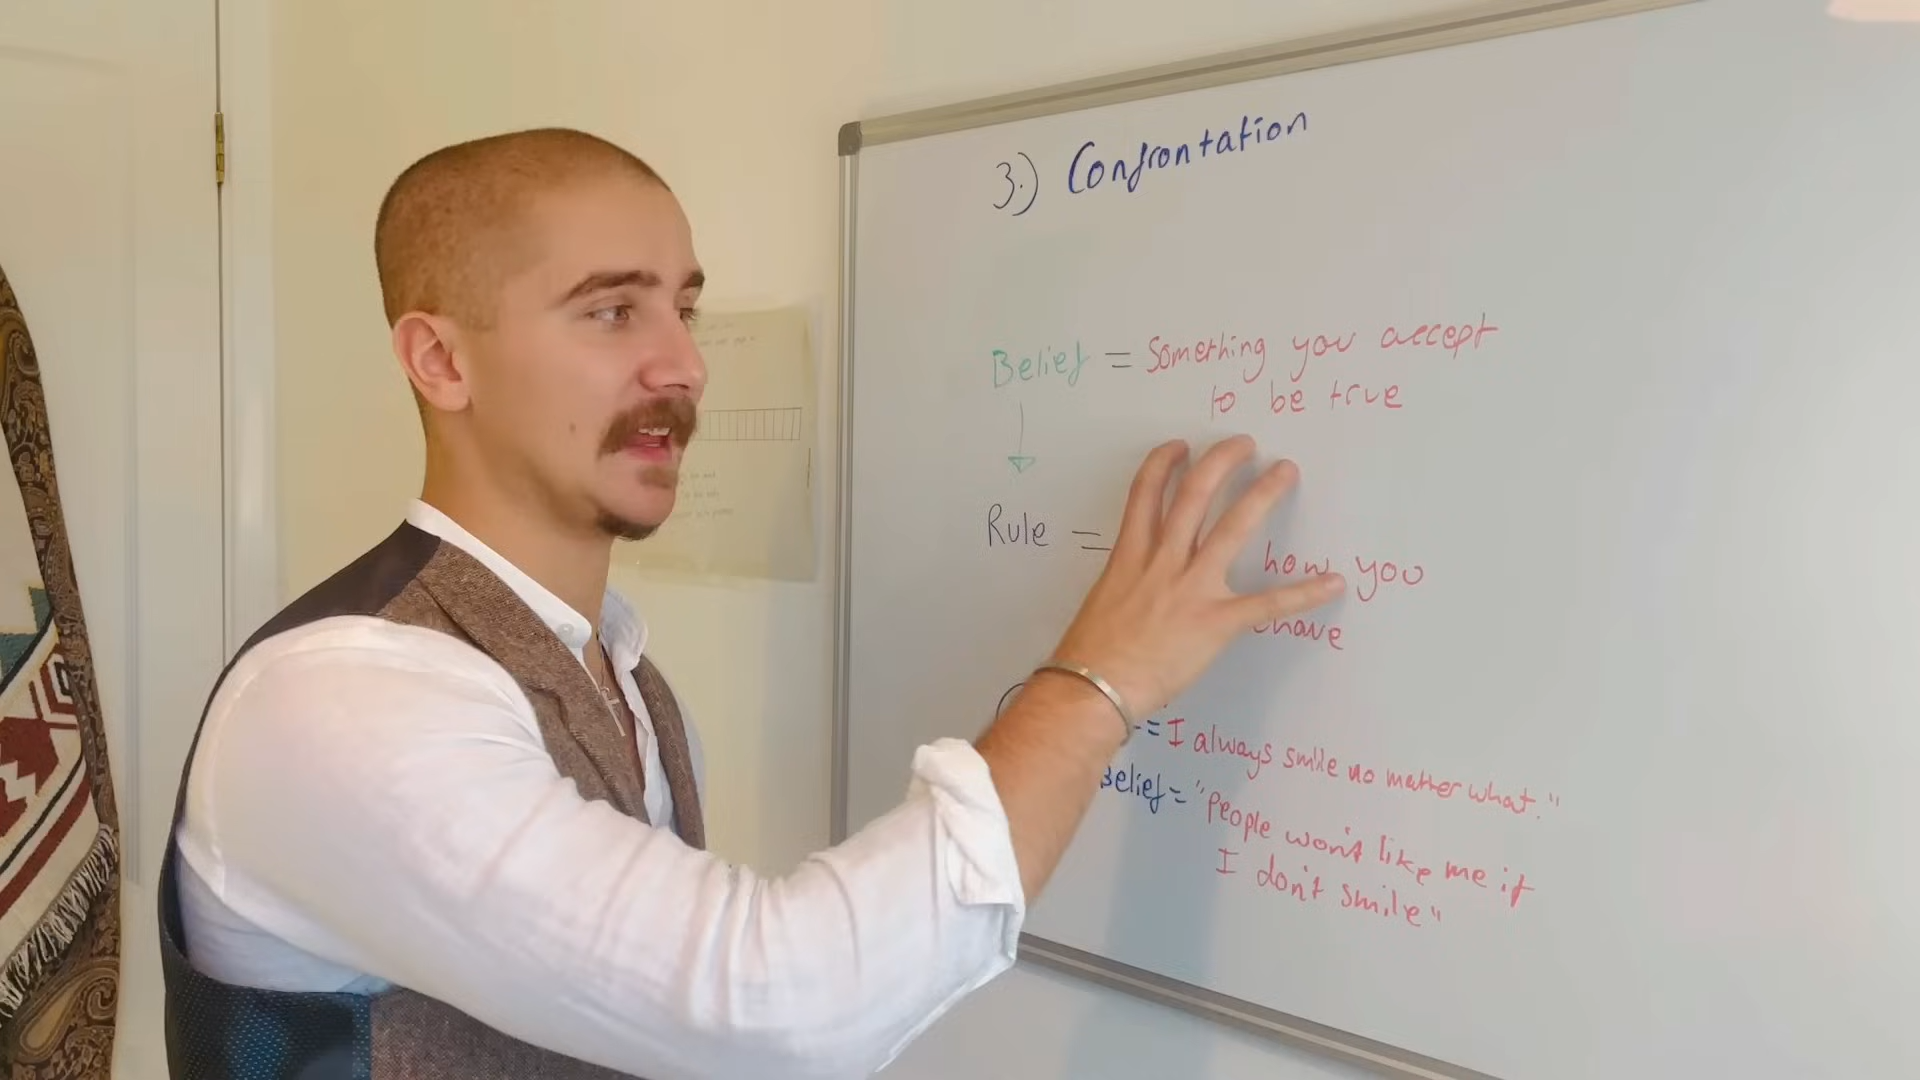 3.) Confrontation
Belief = Something you accept
to be true
Rule =
how you
= I always smile no matter what."
Belief = "People won't like me if
I don't smile"